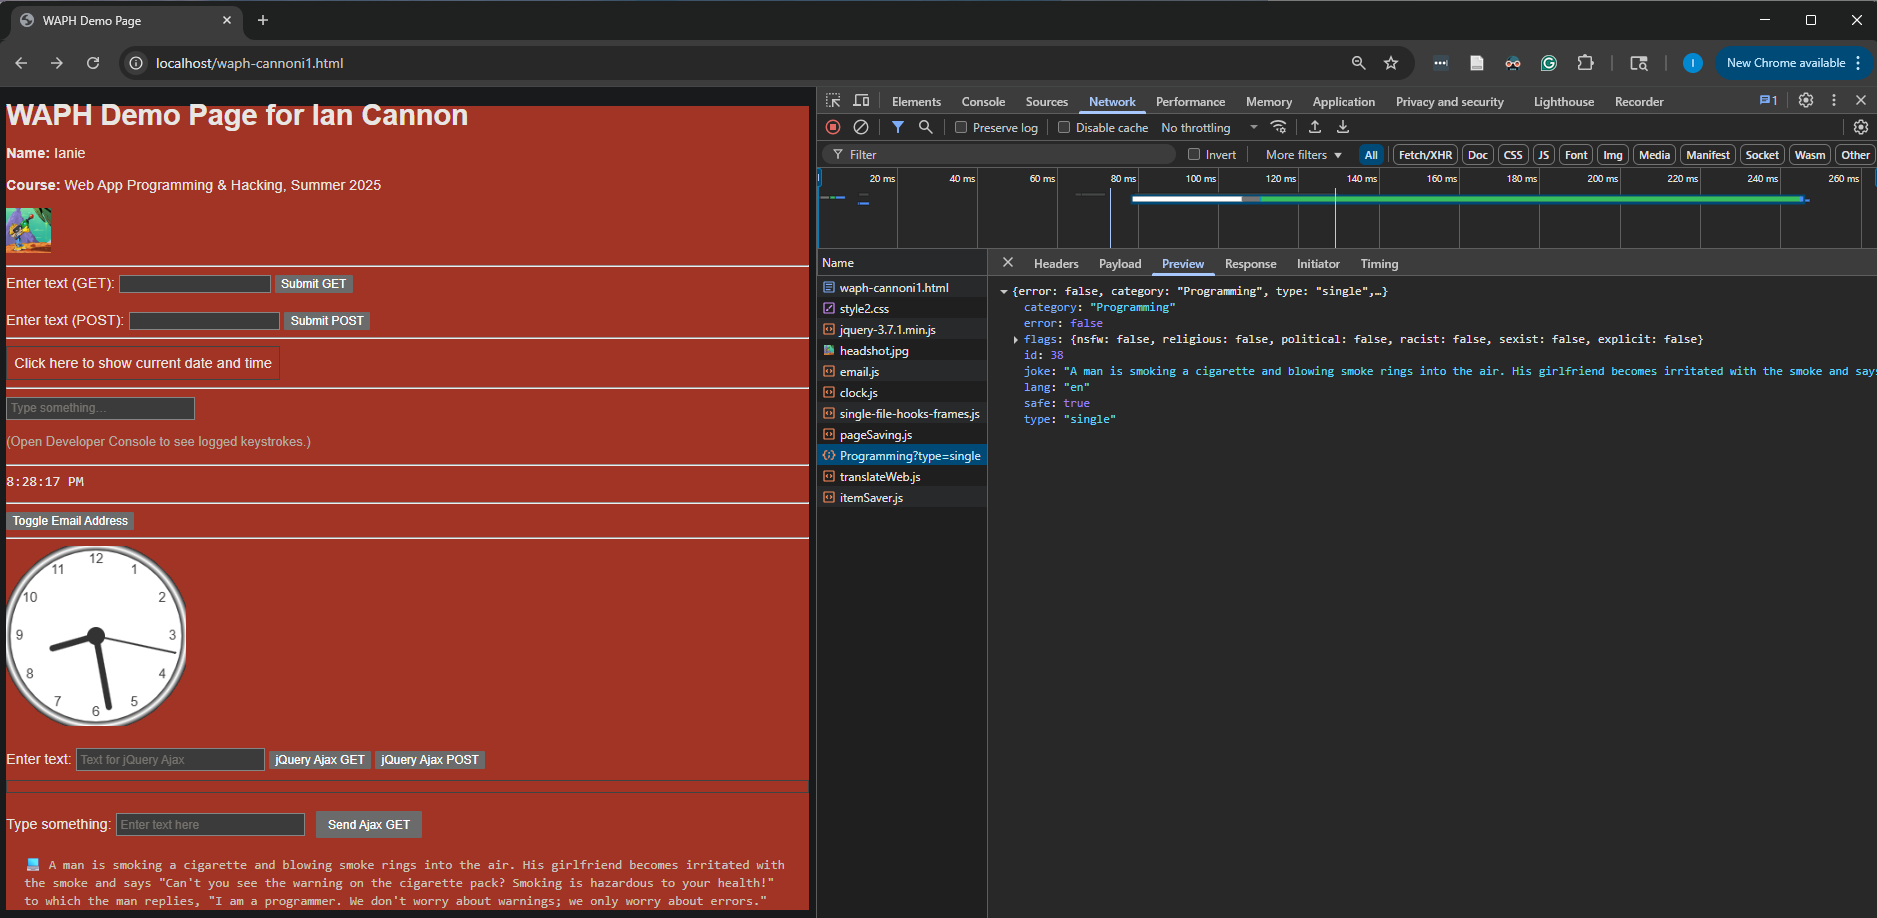 WAPH Demo Page
localhost/waph-cannoni1.html
I
New Chrome available
WAPH Demo Page for Ian Cannon
Name: Ianie
Course: Web App Programming & Hacking, Summer 2025
Enter text (GET): Submit GET
Enter text (POST): Submit POST
Click here to show current date and time
Type something...
(Open Developer Console to see logged keystrokes.)
8:28:17 PM
Toggle Email Address
12
11 1
10 2
9 3
8 4
7 5
6
Enter text: Text for jQuery Ajax jQuery Ajax GET jQuery Ajax POST
Type something: Enter text here Send Ajax GET
A man is smoking a cigarette and blowing smoke rings into the air. His girlfriend becomes irritated with
the smoke and says "Can't you see the warning on the cigarette pack? Smoking is hazardous to your health!"
to which the man replies, "I am a programmer. We don't worry about warnings; we only worry about errors."
Elements Console Sources Network Performance Memory Application Privacy and security Lighthouse Recorder 1
Preserve log Disable cache No throttling
Filter Invert More filters All Fetch/XHR Doc CSS JS Font Img Media Manifest Socket Wasm Other
20 ms 40 ms 60 ms 80 ms 100 ms 120 ms 140 ms 160 ms 180 ms 200 ms 220 ms 240 ms 260 ms
Name
waph-cannoni1.html
style2.css
jquery-3.7.1.min.js
headshot.jpg
email.js
clock.js
single-file-hooks-frames.js
pageSaving.js
Programming?type=single
translateWeb.js
itemSaver.js
Headers Payload Preview Response Initiator Timing
{error: false, category: "Programming", type: "single",…}
category: "Programming"
error: false
flags: {nsfw: false, religious: false, political: false, racist: false, sexist: false, explicit: false}
id: 38
joke: "A man is smoking a cigarette and blowing smoke rings into the air. His girlfriend becomes irritated with the smoke and says
lang: "en"
safe: true
type: "single"